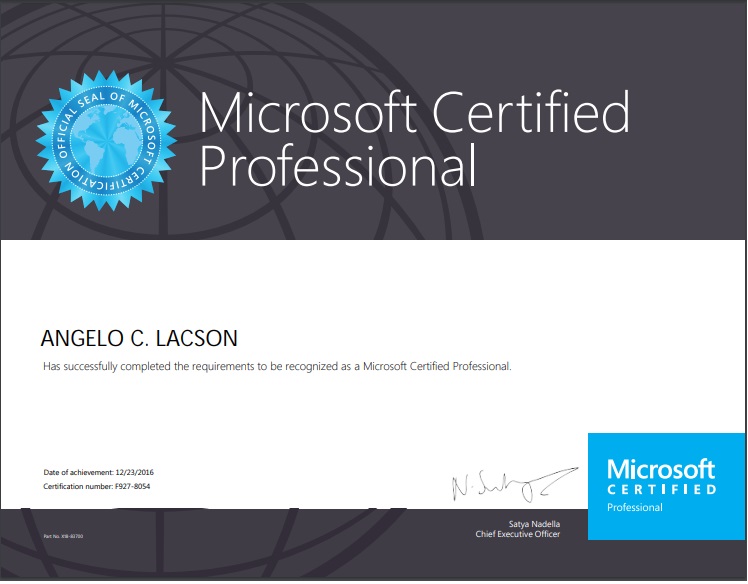 OFFICIAL SEAL OF MICROSOFT CERTIFICATION
Microsoft Certified
Professional
ANGELO C. LACSON
Has successfully completed the requirements to be recognized as a Microsoft Certified Professional.
Date of achievement: 12/23/2016
Certification number: F927-8054
Satya Nadella
Chief Executive Officer
Part No. X18-83700
Microsoft
CERTIFIED
Professional